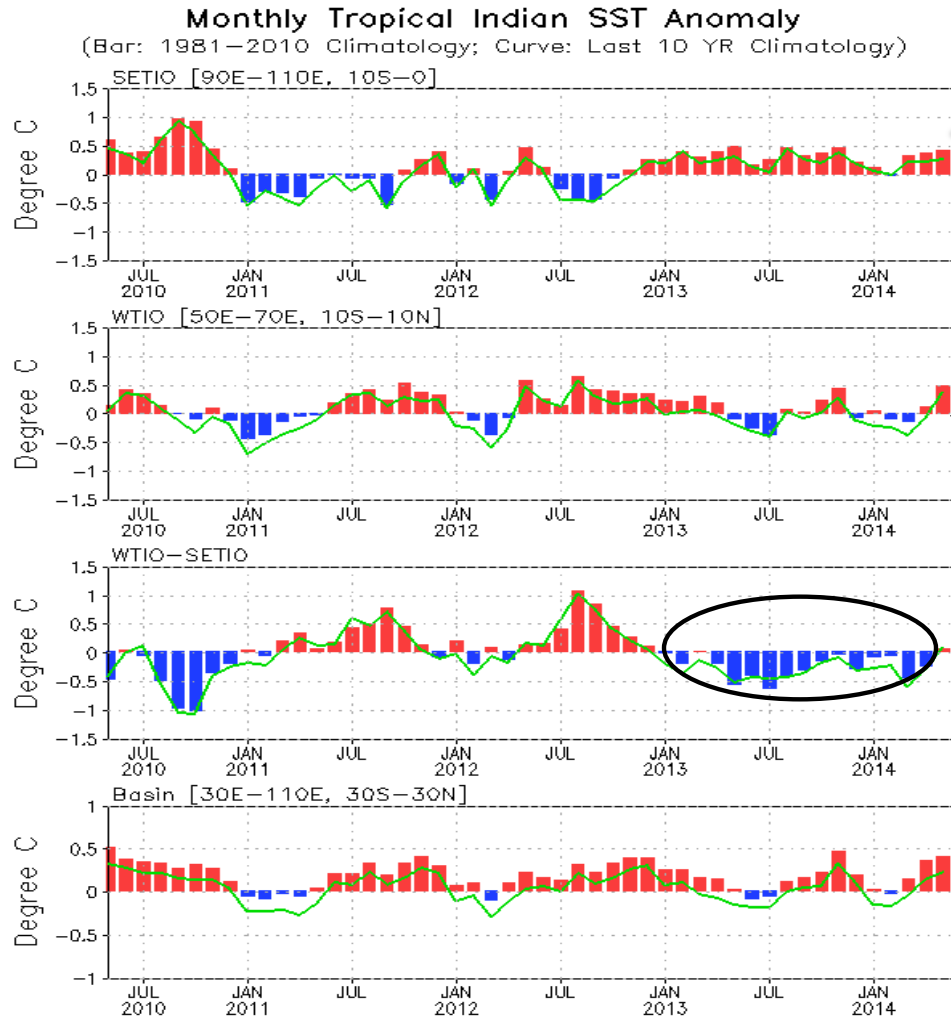 Monthly Tropical Indian SST Anomaly
(Bar: 1981-2010 Climatology; Curve: Last 10 YR Climatology)
SETIO [90E-110E, 10S-0]
Degree C
1.5
1
0.5
0
-0.5
-1
-1.5
JUL JAN JUL JAN JUL JAN JUL JAN
2010 2011 2012 2013 2014
WTIO [50E-70E, 10S-10N]
Degree C
1.5
1
0.5
0
-0.5
-1
-1.5
JUL JAN JUL JAN JUL JAN JUL JAN
2010 2011 2012 2013 2014
WTIO-SETIO
Degree C
1.5
1
0.5
0
-0.5
-1
-1.5
JUL JAN JUL JAN JUL JAN JUL JAN
2010 2011 2012 2013 2014
Basin [30E-110E, 30S-30N]
Degree C
1
0.5
0
-0.5
-1
JUL JAN JUL JAN JUL JAN JUL JAN
2010 2011 2012 2013 2014